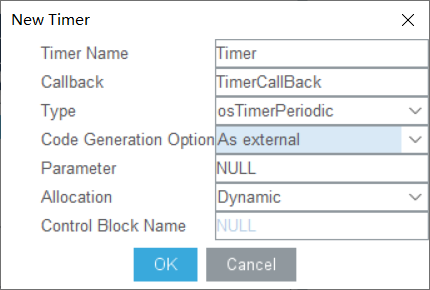 New Timer
Timer Name Timer
Callback TimerCallBack
Type osTimerPeriodic
Code Generation Option As external
Parameter NULL
Allocation Dynamic
Control Block Name NULL
OK Cancel